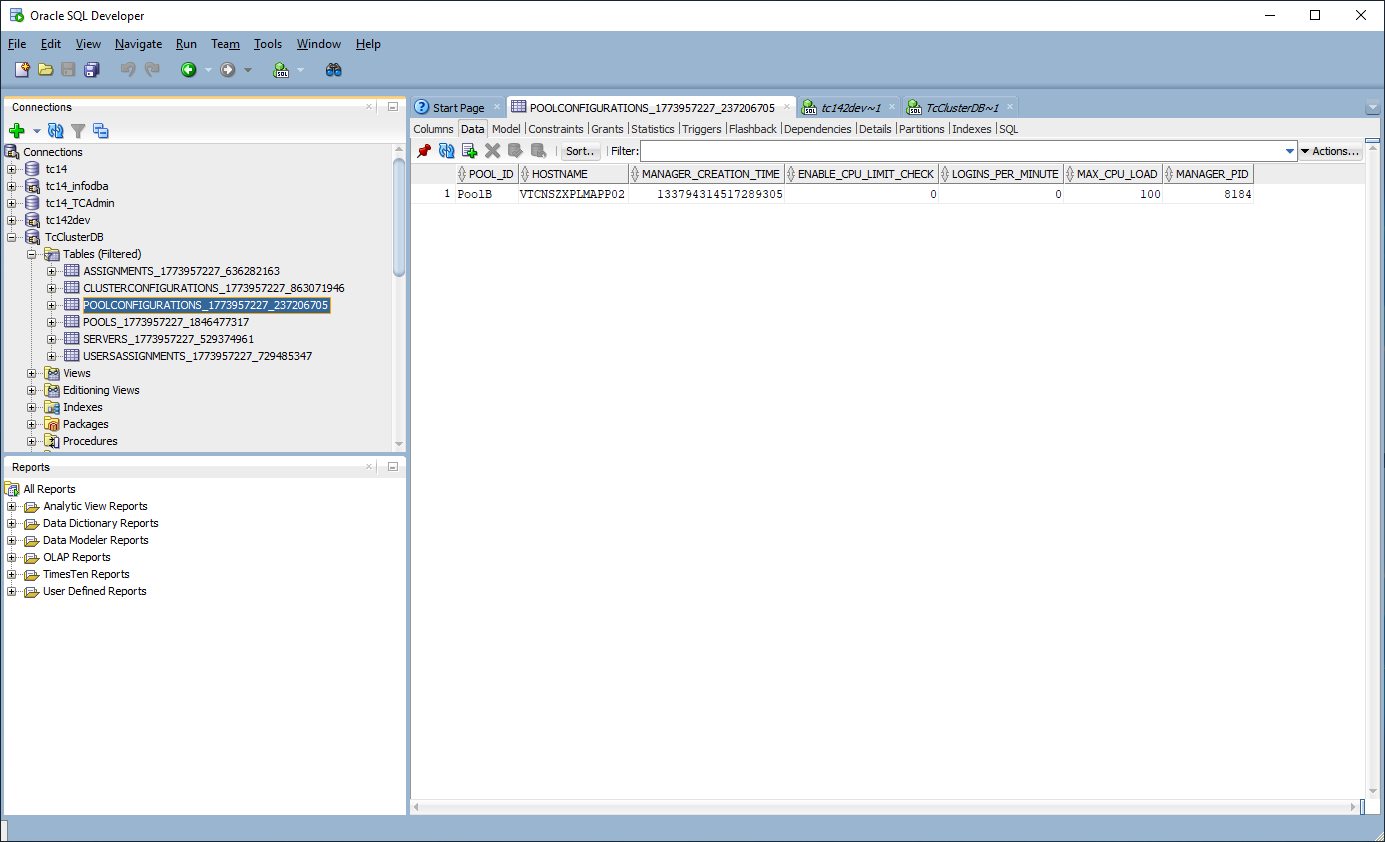 Oracle SQL Developer
File Edit View Navigate Run Team Tools Window Help
Connections
Connections
tc14
tc14_infodba
tc14_TCAdmin
tc142dev
TcClusterDB
Tables (Filtered)
ASSIGNMENTS_1773957227_636282163
CLUSTERCONFIGURATIONS_1773957227_863071946
POOLCONFIGURATIONS_1773957227_237206705
POOLS_1773957227_1846477317
SERVERS_1773957227_529374961
USERSASSIGNMENTS_1773957227_729485347
Views
Editioning Views
Indexes
Packages
Procedures
Reports
All Reports
Analytic View Reports
Data Dictionary Reports
Data Modeler Reports
OLAP Reports
TimesTen Reports
User Defined Reports
Start Page POOLCONFIGURATIONS_1773957227_237206705 tc142dev~1 TcClusterDB~1
Columns Data Model Constraints Grants Statistics Triggers Flashback Dependencies Details Partitions Indexes SQL
Sort.. Filter: Actions...
POOL_ID HOSTNAME MANAGER_CREATION_TIME ENABLE_CPU_LIMIT_CHECK LOGINS_PER_MINUTE MAX_CPU_LOAD MANAGER_PID
1 PoolB VTCNSZXPLMAPP02 133794314517289305 0 0 100 8184